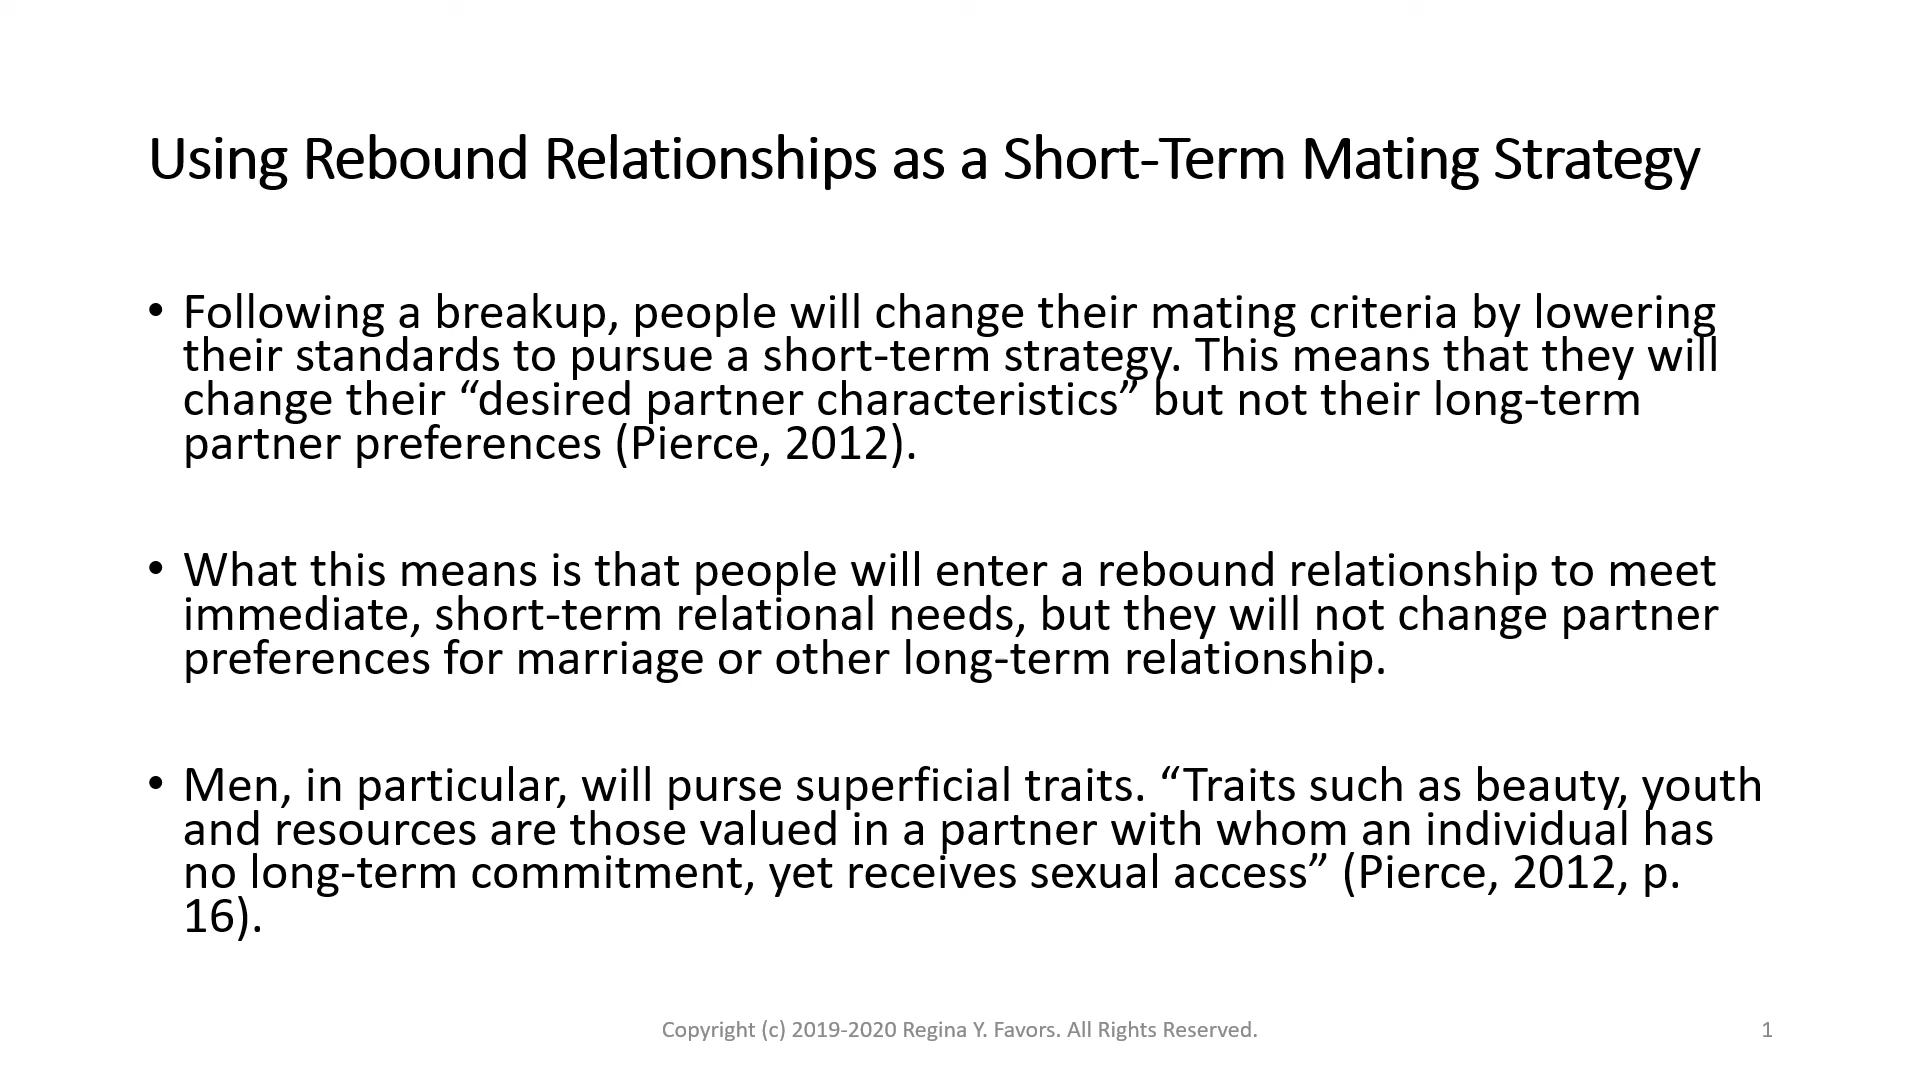 Using Rebound Relationships as a Short-Term Mating Strategy
• Following a breakup, people will change their mating criteria by lowering
their standards to pursue a short-term strategy. This means that they will
change their “desired partner characteristics” but not their long-term
partner preferences (Pierce, 2012).
• What this means is that people will enter a rebound relationship to meet
immediate, short-term relational needs, but they will not change partner
preferences for marriage or other long-term relationship.
• Men, in particular, will purse superficial traits. “Traits such as beauty, youth
and resources are those valued in a partner with whom an individual has
no long-term commitment, yet receives sexual access” (Pierce, 2012, p.
16).
Copyright (c) 2019-2020 Regina Y. Favors. All Rights Reserved.
1